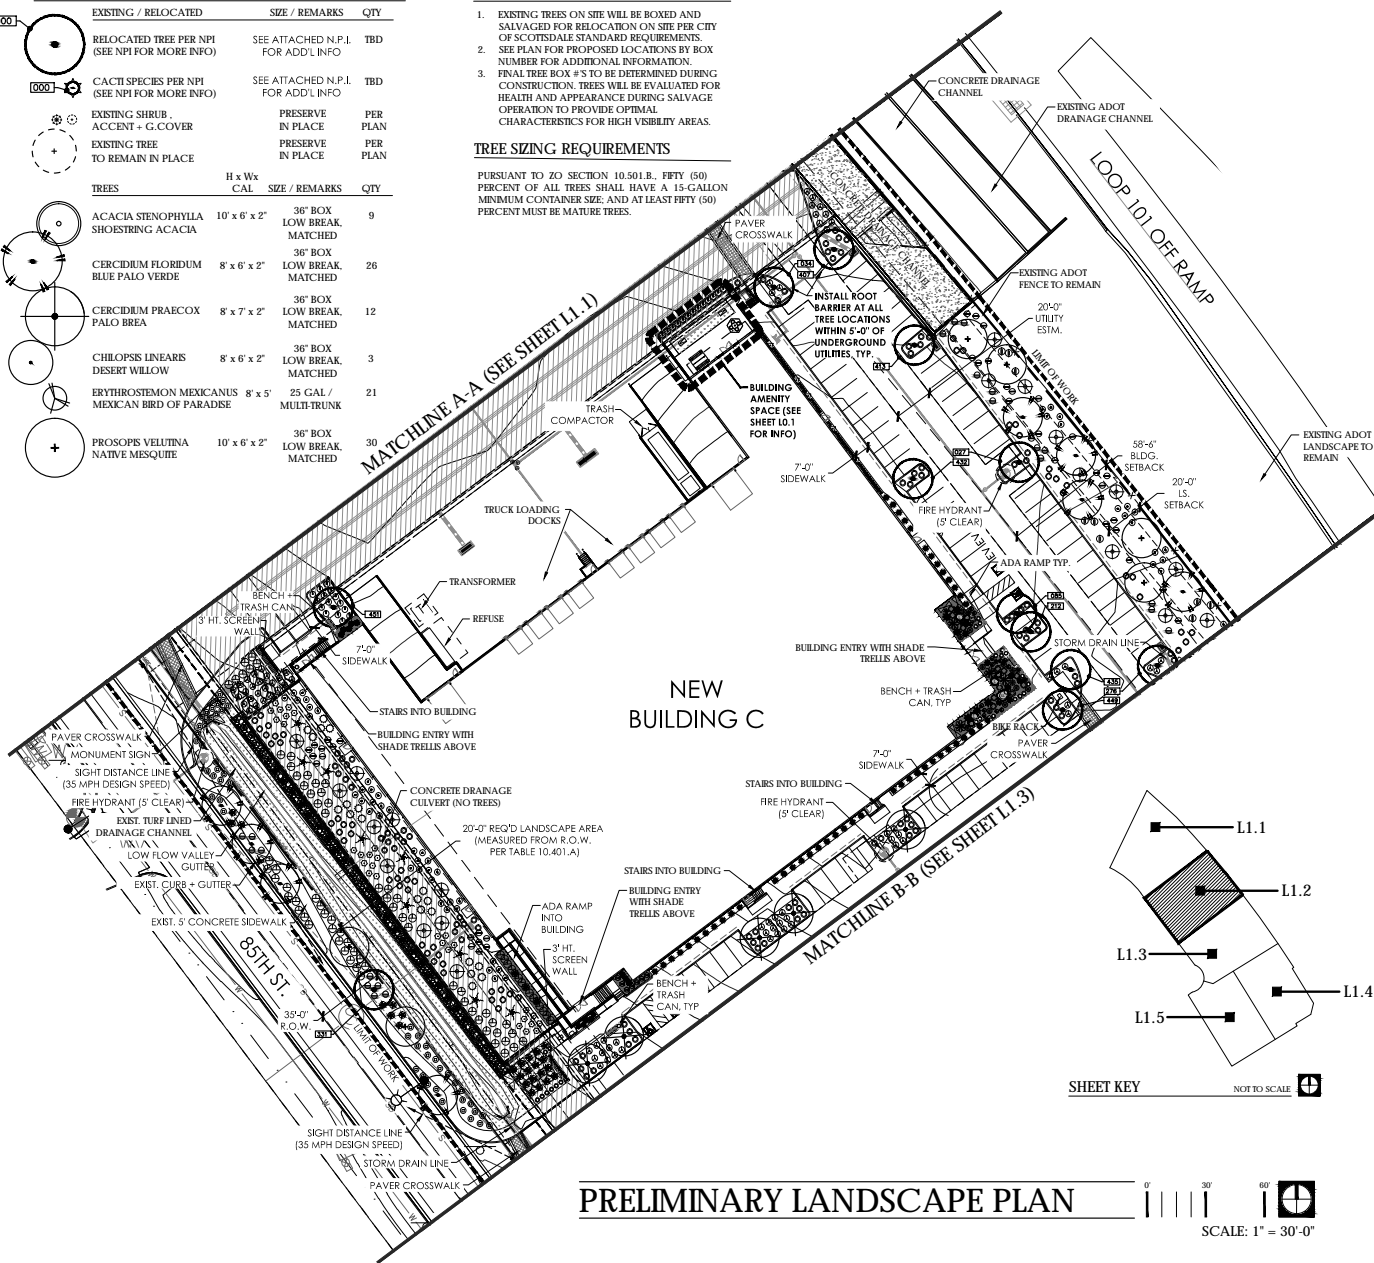 EXISTING / RELOCATED SIZE / REMARKS QTY
RELOCATED TREE PER NPI
(SEE NPI FOR MORE INFO)
SEE ATTACHED N.P.I.
FOR ADD'L INFO
TBD
000
CACTI SPECIES PER NPI
(SEE NPI FOR MORE INFO)
SEE ATTACHED N.P.I.
FOR ADD'L INFO
TBD
EXISTING SHRUB ,
ACCENT + G.COVER
PRESERVE
IN PLACE
PER
PLAN
EXISTING TREE
TO REMAIN IN PLACE
PRESERVE
IN PLACE
PER
PLAN
TREES
H x Wx
CAL
SIZE / REMARKS
QTY
ACACIA STENOPHYLLA
SHOESTRING ACACIA
10' x 6' x 2"
36" BOX
LOW BREAK,
MATCHED
9
CERCIDIUM FLORIDUM
BLUE PALO VERDE
8' x 6' x 2"
36" BOX
LOW BREAK,
MATCHED
26
CERCIDIUM PRAECOX
PALO BREA
8' x 7' x 2"
36" BOX
LOW BREAK,
MATCHED
12
CHILOPSIS LINEARIS
DESERT WILLOW
8' x 6' x 2"
36" BOX
LOW BREAK,
MATCHED
3
ERYTHROSTEMON MEXICANUS
MEXICAN BIRD OF PARADISE
8' x 5'
25 GAL /
MULTI-TRUNK
21
PROSOPIS VELUTINA
NATIVE MESQUITE
10' x 6' x 2"
36" BOX
LOW BREAK,
MATCHED
30
1. EXISTING TREES ON SITE WILL BE BOXED AND
SALVAGED FOR RELOCATION ON SITE PER CITY
OF SCOTTSDALE STANDARD REQUIREMENTS.
2. SEE PLAN FOR PROPOSED LOCATIONS BY BOX
NUMBER FOR ADDITIONAL INFORMATION.
3. FINAL TREE BOX #'S TO BE DETERMINED DURING
CONSTRUCTION. TREES WILL BE EVALUATED FOR
HEALTH AND APPEARANCE DURING SALVAGE
OPERATION TO PROVIDE OPTIMAL
CHARACTERISTICS FOR HIGH VISIBILITY AREAS.
TREE SIZING REQUIREMENTS
PURSUANT TO ZO SECTION 10.501.B., FIFTY (50)
PERCENT OF ALL TREES SHALL HAVE A 15-GALLON
MINIMUM CONTAINER SIZE; AND AT LEAST FIFTY (50)
PERCENT MUST BE MATURE TREES.
CONCRETE DRAINAGE
CHANNEL
EXISTING ADOT
DRAINAGE CHANNEL
LOOP 101 OFF RAMP
CONCRETE DRAINAGE CHANNEL
PAVER
CROSSWALK
034
407
EXISTING ADOT
FENCE TO REMAIN
20'-0"
UTILITY
ESTM.
LIMIT OF WORK
INSTALL ROOT
BARRIER AT ALL
TREE LOCATIONS
WITHIN 5'-0" OF
UNDERGROUND
UTILITIES, TYP.
413
MATCHLINE A-A (SEE SHEET L1.1)
BUILDING
AMENITY
SPACE (SEE
SHEET L0.1
FOR INFO)
TRASH
COMPACTOR
7'-0"
SIDEWALK
027
432
58'-6"
BLDG.
SETBACK
20'-0"
LS.
SETBACK
EXISTING ADOT
LANDSCAPE TO
REMAIN
TRUCK LOADING
DOCKS
FIRE HYDRANT
(5' CLEAR)
ADA RAMP TYP.
TRANSFORMER
REFUSE
BENCH +
TRASH CAN
3' HT. SCREEN
WALL
451
7'-0"
SIDEWALK
085
212
STORM DRAIN LINE
BUILDING ENTRY WITH SHADE
TRELLIS ABOVE
BENCH + TRASH
CAN, TYP
435
276
449
NEW
BUILDING C
STAIRS INTO BUILDING
BUILDING ENTRY WITH
SHADE TRELLIS ABOVE
BIKE RACK
PAVER
CROSSWALK
PAVER CROSSWALK
MONUMENT SIGN
SIGHT DISTANCE LINE
(35 MPH DESIGN SPEED)
FIRE HYDRANT (5' CLEAR)
EXIST. TURF LINED
DRAINAGE CHANNEL
LOW FLOW VALLEY
GUTTER
EXIST. CURB + GUTTER
EXIST. 5' CONCRETE SIDEWALK
85TH ST.
CONCRETE DRAINAGE
CULVERT (NO TREES)
20'-0" REQ'D LANDSCAPE AREA
(MEASURED FROM R.O.W.
PER TABLE 10.401.A)
7'-0"
SIDEWALK
STAIRS INTO BUILDING
FIRE HYDRANT
(5' CLEAR)
MATCHLINE B-B (SEE SHEET L1.3)
STAIRS INTO BUILDING
BUILDING ENTRY
WITH SHADE
TRELLIS ABOVE
ADA RAMP
INTO
BUILDING
3' HT.
SCREEN
WALL
BENCH +
TRASH
CAN, TYP
35'-0"
R.O.W.
331
LIMIT OF WORK
SIGHT DISTANCE LINE
(35 MPH DESIGN SPEED)
STORM DRAIN LINE
PAVER CROSSWALK
L1.1
L1.2
L1.3
L1.4
L1.5
SHEET KEY
NOT TO SCALE
PRELIMINARY LANDSCAPE PLAN
0' 30' 60'
SCALE: 1" = 30'-0"